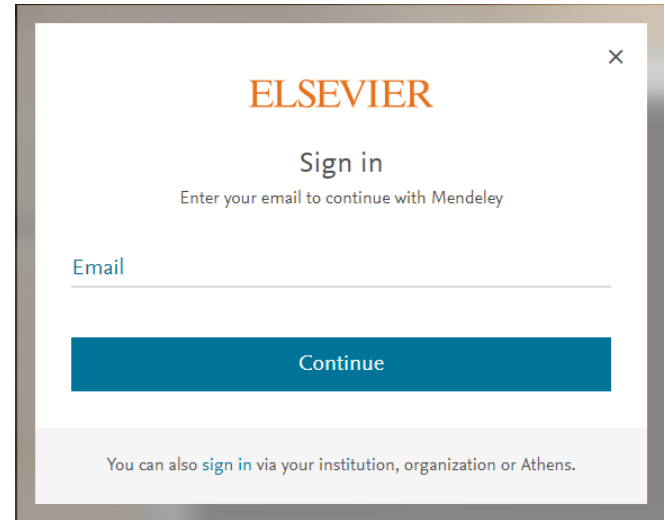 ELSEVIER
Sign in
Enter your email to continue with Mendeley
Email
Continue
You can also sign in via your institution, organization or Athens.